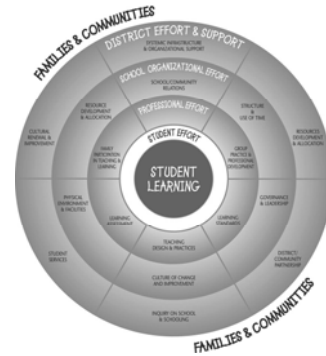 FAMILIES & COMMUNITIES
DISTRICT EFFORT & SUPPORT
SYSTEMIC INFRASTRUCTURE
& ORGANIZATIONAL SUPPORT
SCHOOL ORGANIZATIONAL EFFORT
SCHOOL/COMMUNITY
RELATIONS
PROFESSIONAL EFFORT
STUDENT EFFORT
STUDENT
LEARNING
RESOURCE
DEVELOPMENT
& ALLOCATION
STRUCTURE
&
USE OF TIME
CULTURAL
RENEWAL &
IMPROVEMENT
FAMILY
PARTICIPATION
IN TEACHING &
LEARNING
GROUP
PRACTICE &
PROFESSIONAL
DEVELOPMENT
RESOURCES
DEVELOPMENT
& ALLOCATION
PHYSICAL
ENVIRONMENT
& FACILITIES
GOVERNANCE
& LEADERSHIP
LEARNING
ASSESSMENT
LEARNING
STANDARDS
TEACHING
DESIGN & PRACTICES
STUDENT
SERVICES
DISTRICT/
COMMUNITY
PARTNERSHIP
CULTURE OF CHANGE
AND IMPROVEMENT
INQUIRY ON SCHOOL
& SCHOOLING
FAMILIES & COMMUNITIES